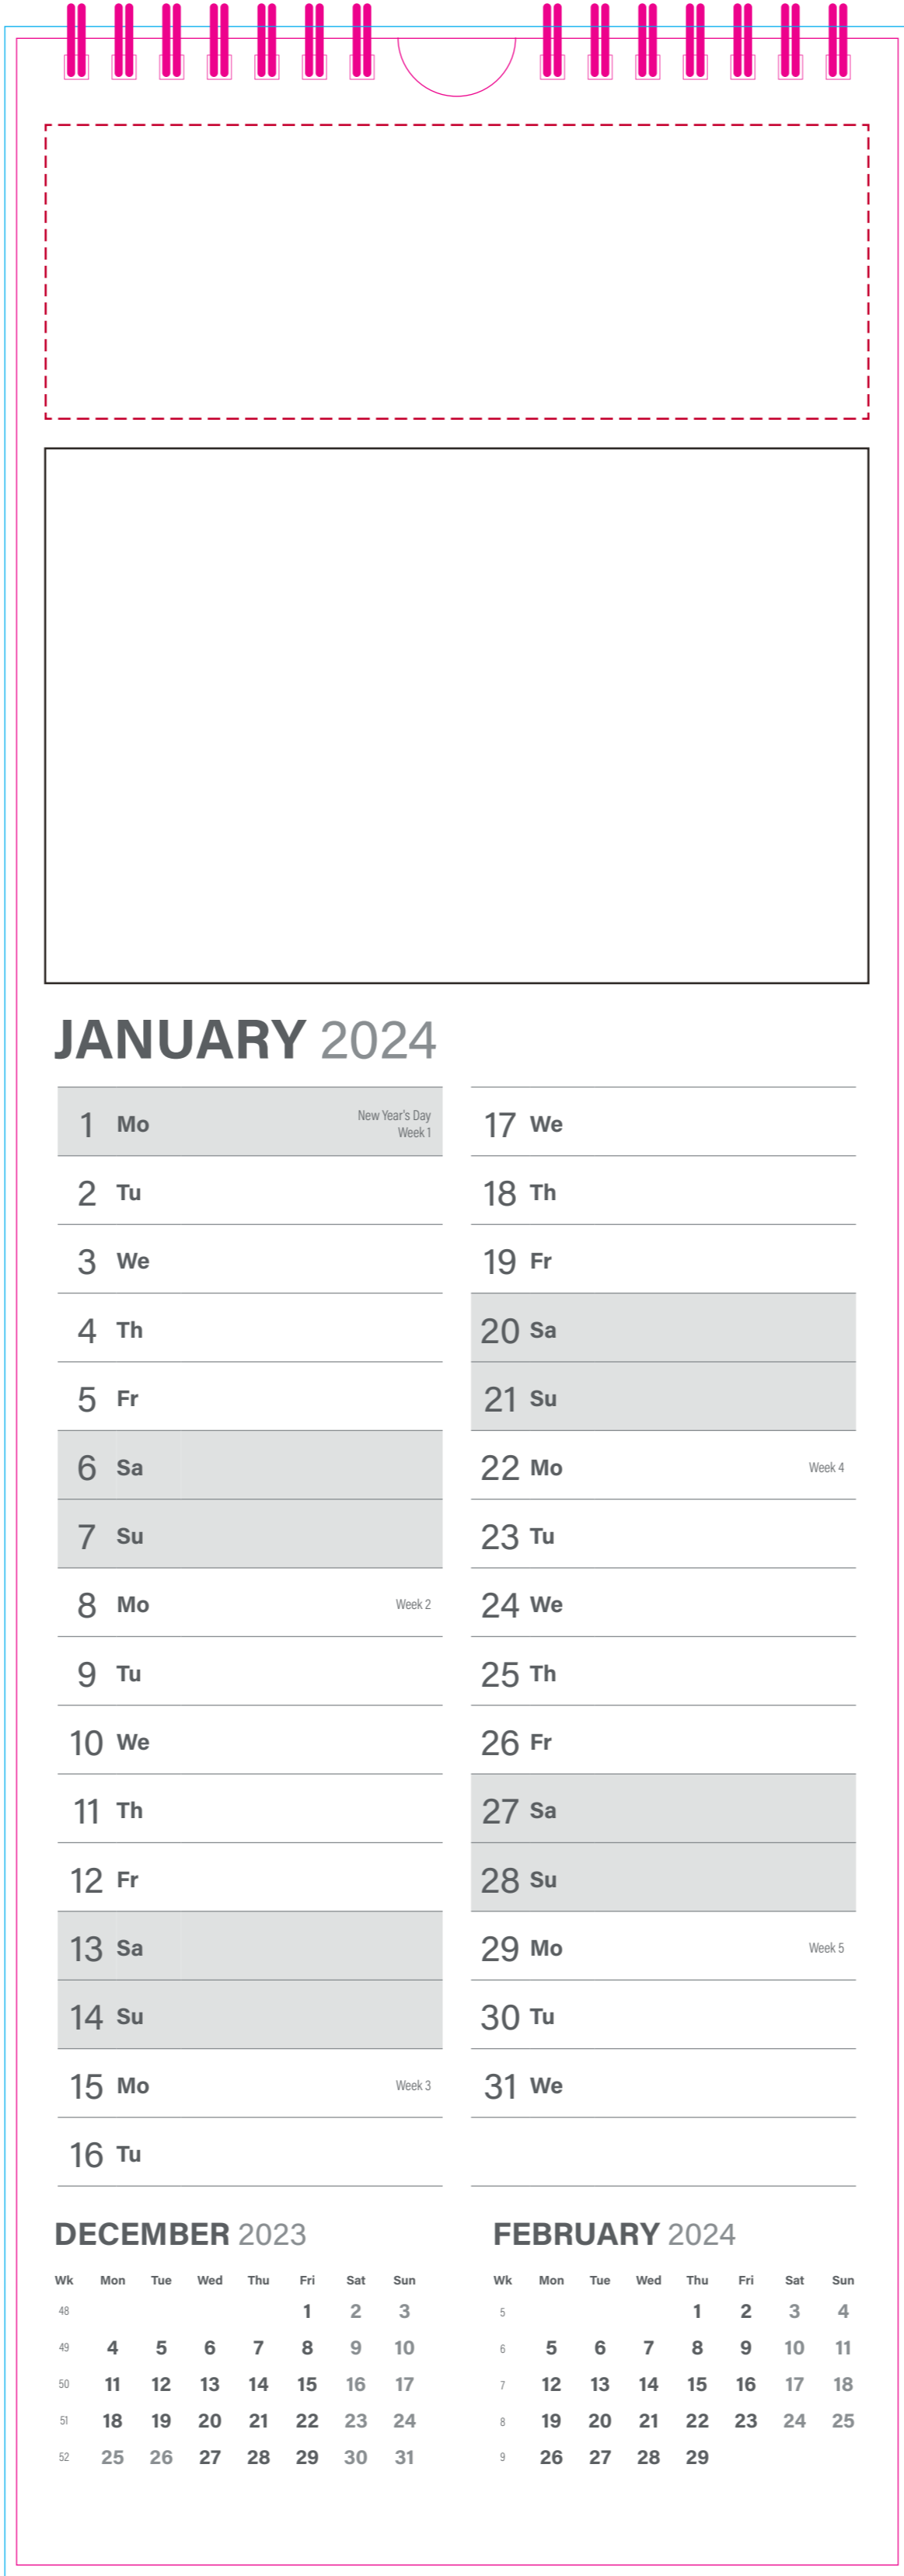 JANUARY 2024
1 Mo New Year's Day
Week 1
2 Tu
3 We
4 Th
5 Fr
6 Sa
7 Su
8 Mo Week 2
9 Tu
10 We
11 Th
12 Fr
13 Sa
14 Su
15 Mo Week 3
16 Tu
17 We
18 Th
19 Fr
20 Sa
21 Su
22 Mo Week 4
23 Tu
24 We
25 Th
26 Fr
27 Sa
28 Su
29 Mo Week 5
30 Tu
31 We
DECEMBER 2023
Wk Mon Tue Wed Thu Fri Sat Sun
48 1 2 3
49 4 5 6 7 8 9 10
50 11 12 13 14 15 16 17
51 18 19 20 21 22 23 24
52 25 26 27 28 29 30 31
FEBRUARY 2024
Wk Mon Tue Wed Thu Fri Sat Sun
5 1 2 3 4
6 5 6 7 8 9 10 11
7 12 13 14 15 16 17 18
8 19 20 21 22 23 24 25
9 26 27 28 29